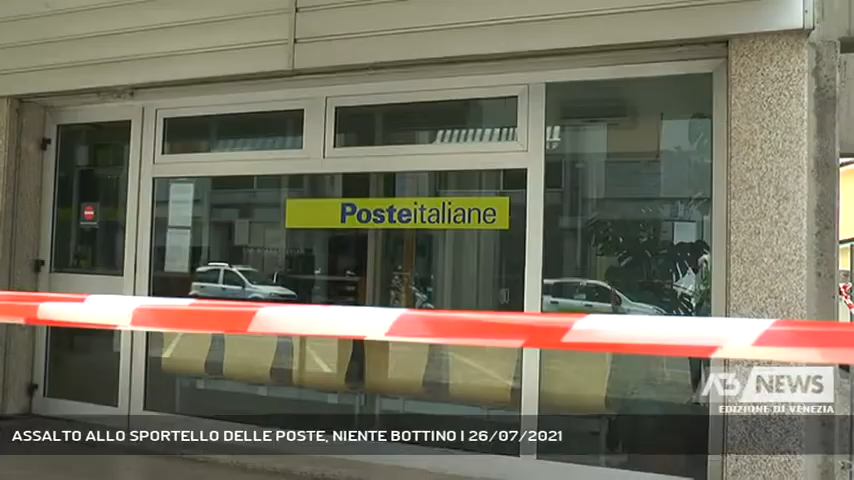 Posteitaliane
A3 NEWS
EDIZIONE DI VENEZIA
ASSALTO ALLO SPORTELLO DELLE POSTE, NIENTE BOTTINO | 26/07/2021